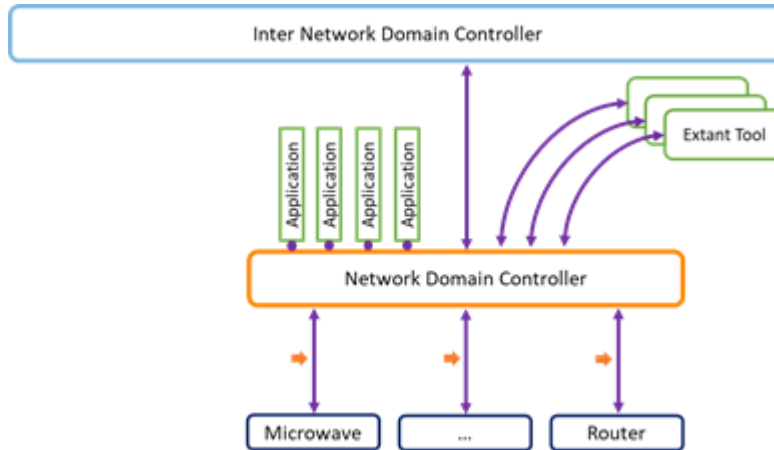 Inter Network Domain Controller
Extant Tool
Application
Application
Application
Application
Network Domain Controller
Microwave
...
Router